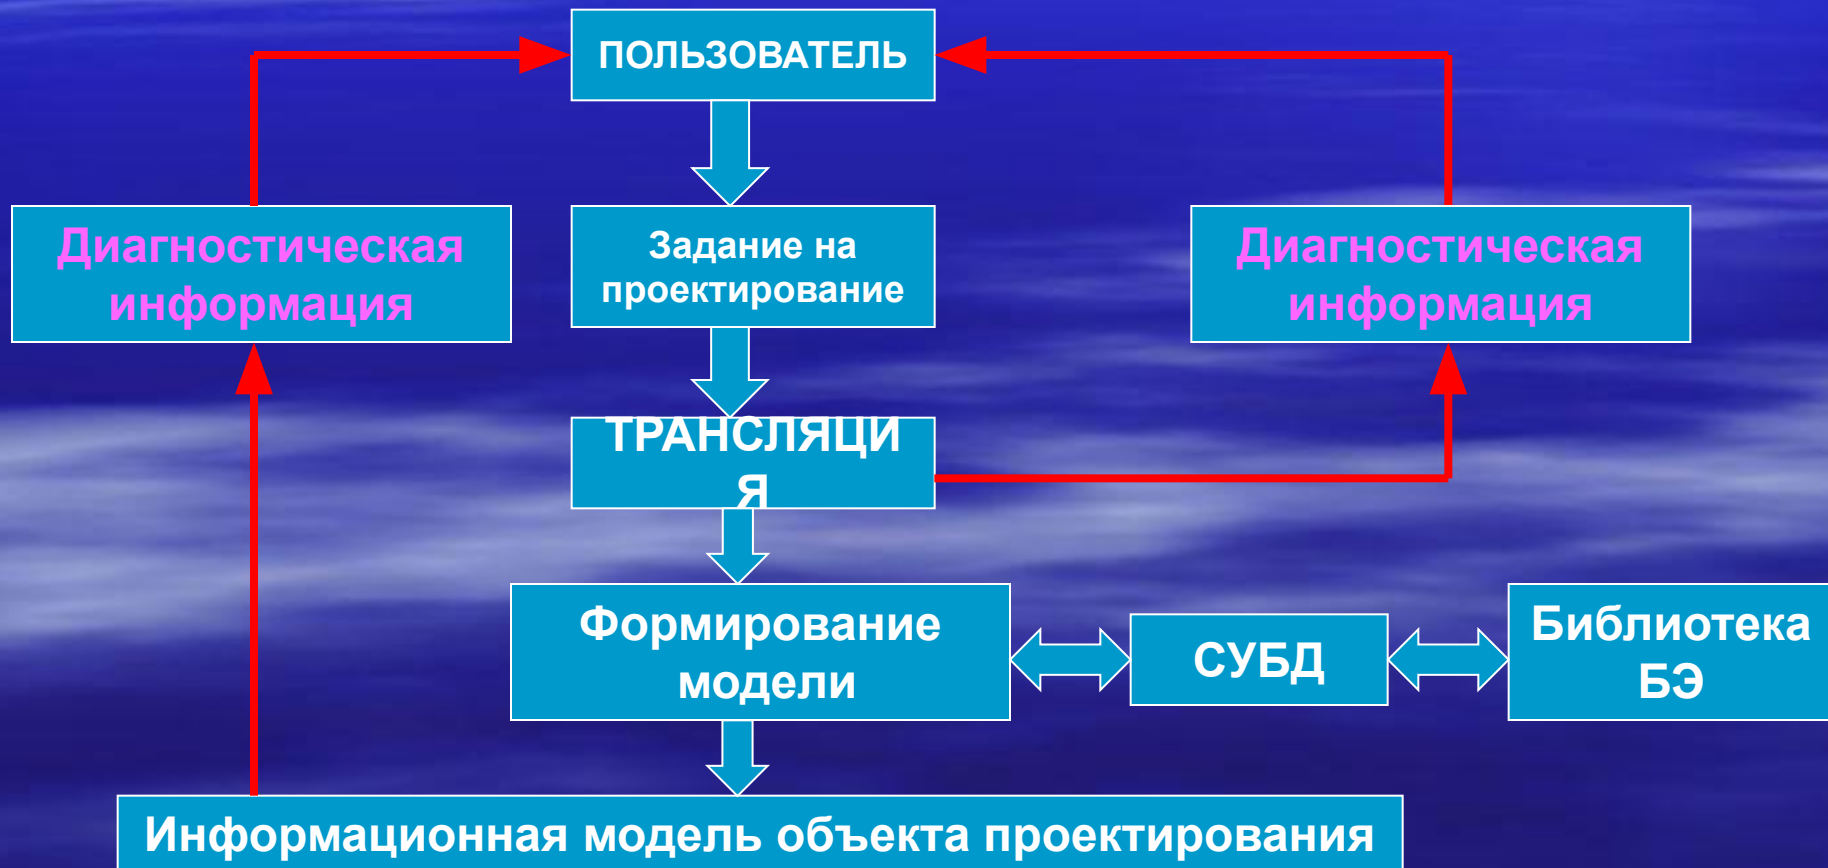 ПОЛЬЗОВАТЕЛЬ
Диагностическая
информация
Задание на
проектирование
Диагностическая
информация
ТРАНСЛЯЦИ
Я
Формирование
модели
СУБД
Библиотека
БЭ
Информационная модель объекта проектирования